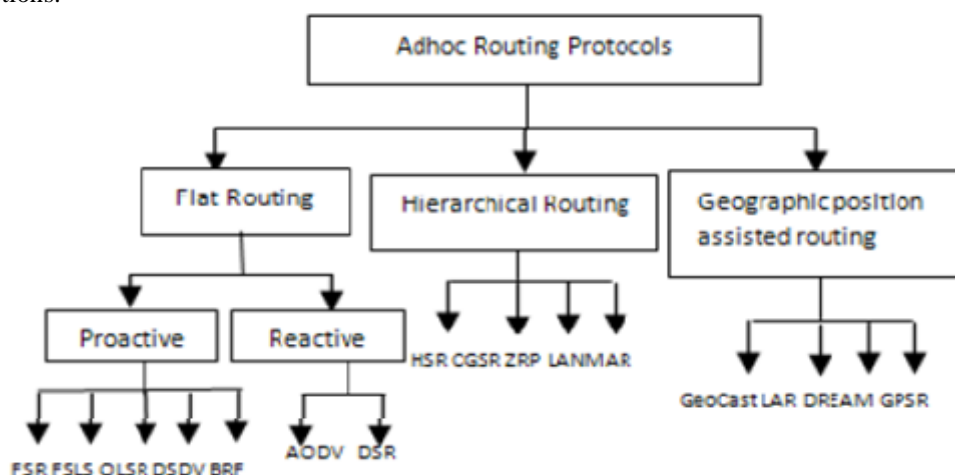 tions.
Adhoc Routing Protocols
Flat Routing
Hierarchical Routing
Geographic position
assisted routing
Proactive
Reactive
HSR CGSR ZRP LANMAR
GeoCast LAR DREAM GPSR
AODV DSR
FSR FSLS OLSR DSDV BRF